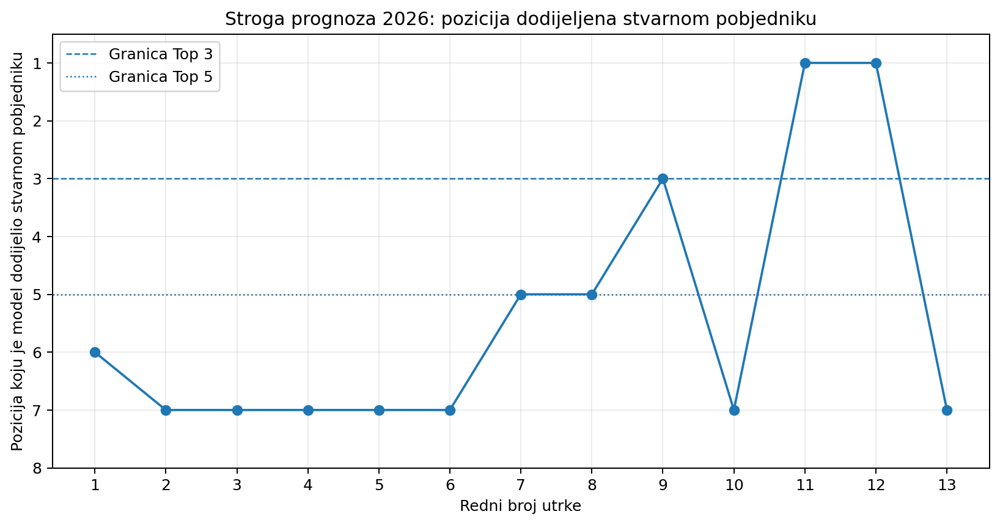 Stroga prognoza 2026: pozicija dodijeljena stvarnom pobjedniku
Granica Top 3
Granica Top 5
Pozicija koju je model dodijelio stvarnom pobjedniku
1
2
3
4
5
6
7
8
1 2 3 4 5 6 7 8 9 10 11 12 13
Redni broj utrke